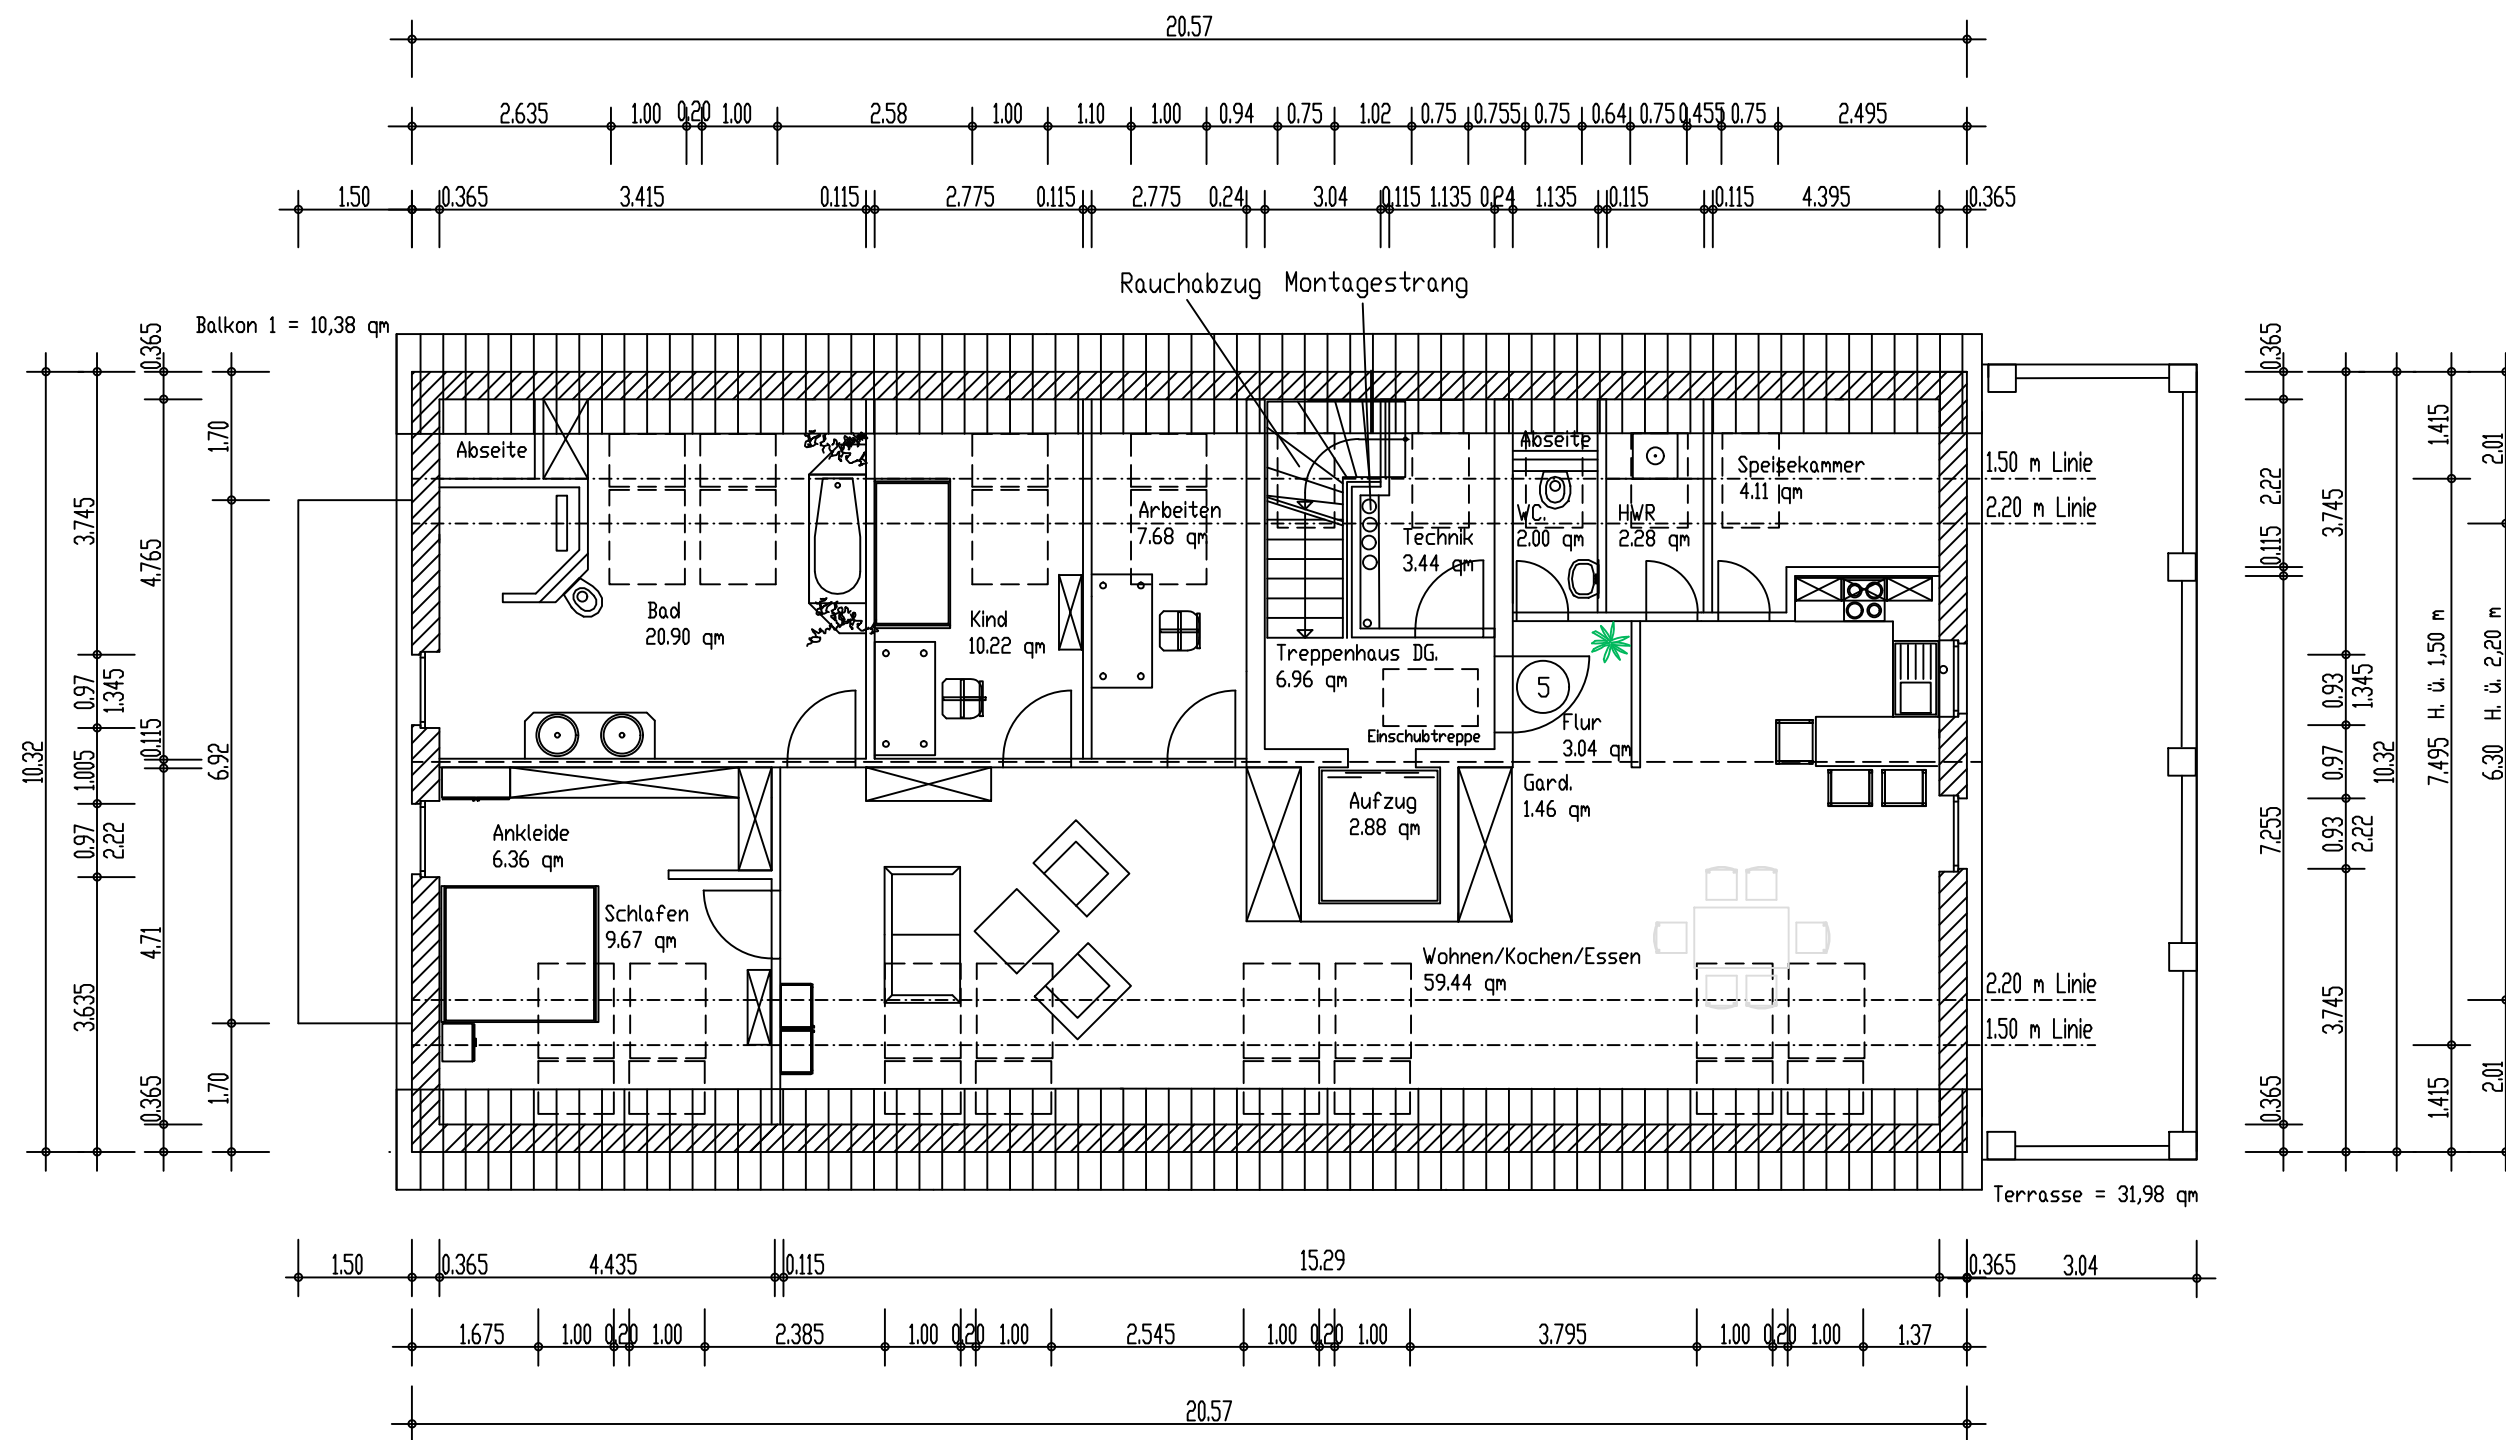 20.57
2.635 1.00 0.20 1.00 2.58 1.00 1.10 1.00 0.94 0.75 1.02 0.75 0.755 0.75 0.64 0.75 0.455 0.75 2.495
1.50 0.365 3.415 0.115 2.775 0.115 2.775 0.24 3.04 0.115 1.135 0.24 1.135 0.115 0.115 4.395 0.365
Rauchabzug Montagestrang
Balkon 1 = 10,38 qm
10.32
3.745 0.97 1.345 1.005 0.97 2.22 3.635
0.365 4.765 0.115 4.71 0.365
1.70 6.92 1.70
Abseite
Bad
20.90 qm
Kind
10.22 qm
Arbeiten
7.68 qm
Treppenhaus DG.
6.96 qm
Einschubtreppe
Technik
3.44 qm
Abseite
WC.
2.00 qm
HWR
2.28 qm
Speisekammer
4.11 qm
5
Flur
3.04 qm
Gard.
1.46 qm
Aufzug
2.88 qm
Ankleide
6.36 qm
Schlafen
9.67 qm
Wohnen/Kochen/Essen
59.44 qm
1.50 m Linie
2.20 m Linie
2.20 m Linie
1.50 m Linie
0.365 2.22 0.115 7.255 0.365
3.745 0.93 1.345 0.97 0.93 2.22 3.745
10.32
1.415 7.495 H. ü. 1,50 m 1.415
2.01 6.30 H. ü. 2,20 m 2.01
Terrasse = 31,98 qm
1.50 0.365 4.435 0.115 15.29 0.365 3.04
1.675 1.00 0.20 1.00 2.385 1.00 0.20 1.00 2.545 1.00 0.20 1.00 3.795 1.00 0.20 1.00 1.37
20.57